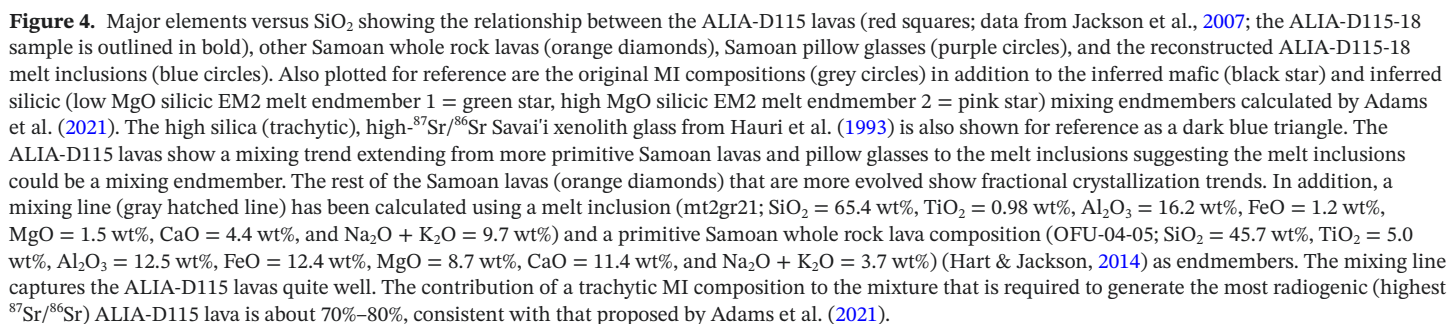 Figure 4. Major elements versus SiO₂ showing the relationship between the ALIA-D115 lavas (red squares; data from Jackson et al., 2007; the ALIA-D115-18
sample is outlined in bold), other Samoan whole rock lavas (orange diamonds), Samoan pillow glasses (purple circles), and the reconstructed ALIA-D115-18
melt inclusions (blue circles). Also plotted for reference are the original MI compositions (grey circles) in addition to the inferred mafic (black star) and inferred
silicic (low MgO silicic EM2 melt endmember 1 = green star, high MgO silicic EM2 melt endmember 2 = pink star) mixing endmembers calculated by Adams
et al. (2021). The high silica (trachytic), high-⁸⁷Sr/⁸⁶Sr Savai'i xenolith glass from Hauri et al. (1993) is also shown for reference as a dark blue triangle. The
ALIA-D115 lavas show a mixing trend extending from more primitive Samoan lavas and pillow glasses to the melt inclusions suggesting the melt inclusions
could be a mixing endmember. The rest of the Samoan lavas (orange diamonds) that are more evolved show fractional crystallization trends. In addition, a
mixing line (gray hatched line) has been calculated using a melt inclusion (mt2gr21; SiO₂ = 65.4 wt%, TiO₂ = 0.98 wt%, Al₂O₃ = 16.2 wt%, FeO = 1.2 wt%,
MgO = 1.5 wt%, CaO = 4.4 wt%, and Na₂O + K₂O = 9.7 wt%) and a primitive Samoan whole rock lava composition (OFU-04-05; SiO₂ = 45.7 wt%, TiO₂ = 5.0
wt%, Al₂O₃ = 12.5 wt%, FeO = 12.4 wt%, MgO = 8.7 wt%, CaO = 11.4 wt%, and Na₂O + K₂O = 3.7 wt%) (Hart & Jackson, 2014) as endmembers. The mixing line
captures the ALIA-D115 lavas quite well. The contribution of a trachytic MI composition to the mixture that is required to generate the most radiogenic (highest
⁸⁷Sr/⁸⁶Sr) ALIA-D115 lava is about 70%–80%, consistent with that proposed by Adams et al. (2021).